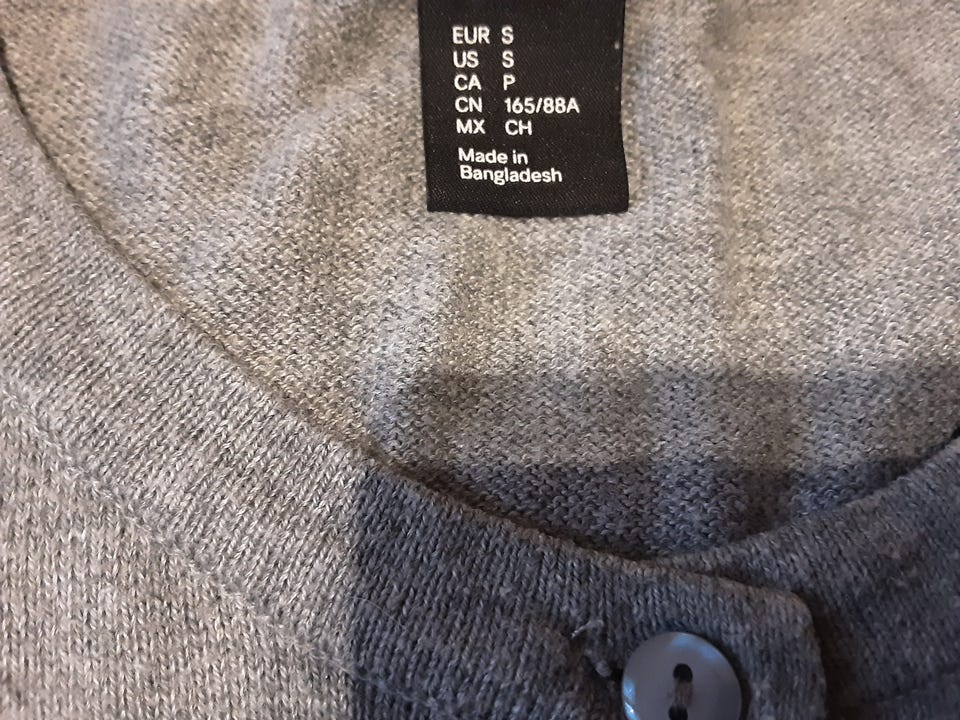 EUR S
US S
CA P
CN 165/88A
MX CH
Made in
Bangladesh